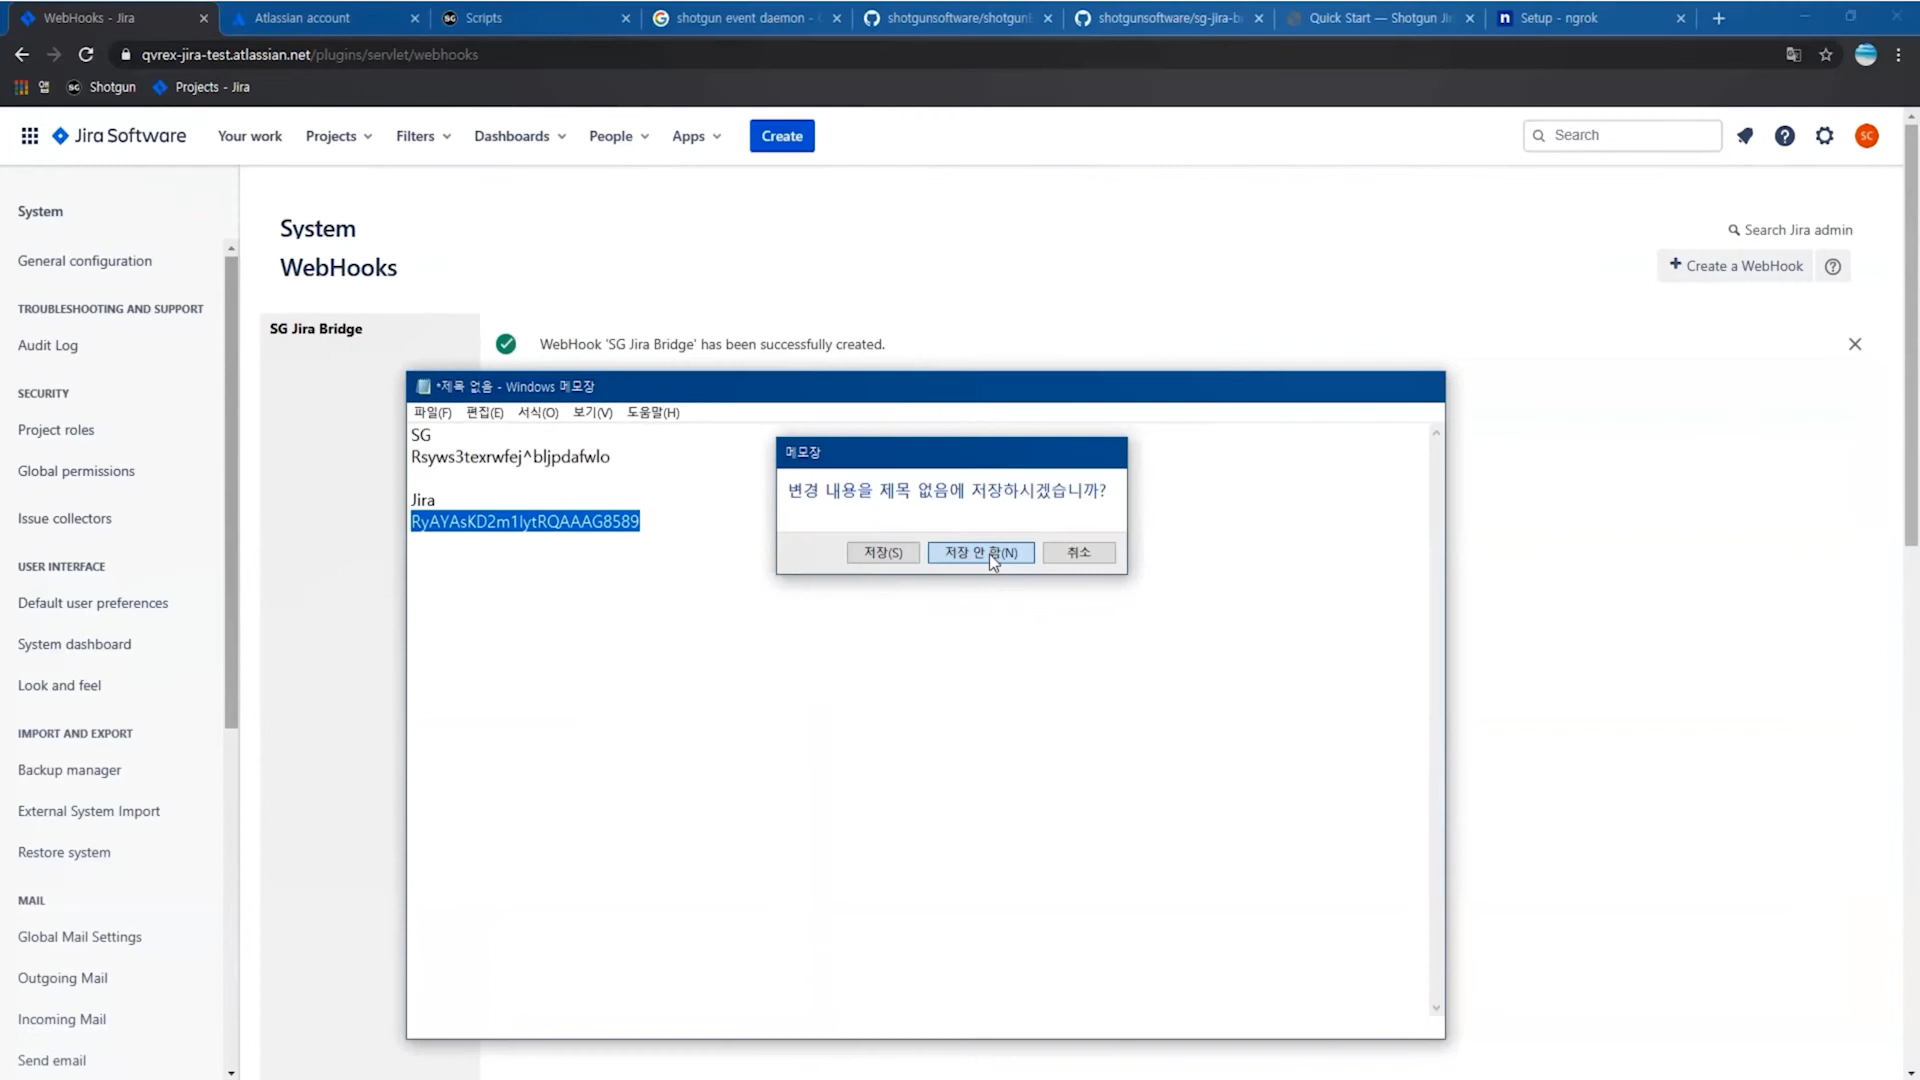 WebHooks - Jira
Atlassian account
SG Scripts
shotgun event daemon -
shotgunsoftware/shotgun
shotgunsoftware/sg-jira-b
Quick Start — Shotgun Jir
n Setup - ngrok
qvrex-jira-test.atlassian.net/plugins/servlet/webhooks
앱
SG Shotgun
Projects - Jira
Jira Software
Your work
Projects
Filters
Dashboards
People
Apps
Create
Search
SC
System
General configuration
TROUBLESHOOTING AND SUPPORT
Audit Log
SECURITY
Project roles
Global permissions
Issue collectors
USER INTERFACE
Default user preferences
System dashboard
Look and feel
IMPORT AND EXPORT
Backup manager
External System Import
Restore system
MAIL
Global Mail Settings
Outgoing Mail
Incoming Mail
Send email
System
WebHooks
Search Jira admin
+ Create a WebHook
SG Jira Bridge
WebHook 'SG Jira Bridge' has been successfully created.
*제목 없음 - Windows 메모장
파일(F) 편집(E) 서식(O) 보기(V) 도움말(H)
SG
Rsyws3texrwfej^bljpdafwlo
Jira
RyAYAsKD2m1lytRQAAAG8589
메모장
변경 내용을 제목 없음에 저장하시겠습니까?
저장(S)
저장 안 함(N)
취소